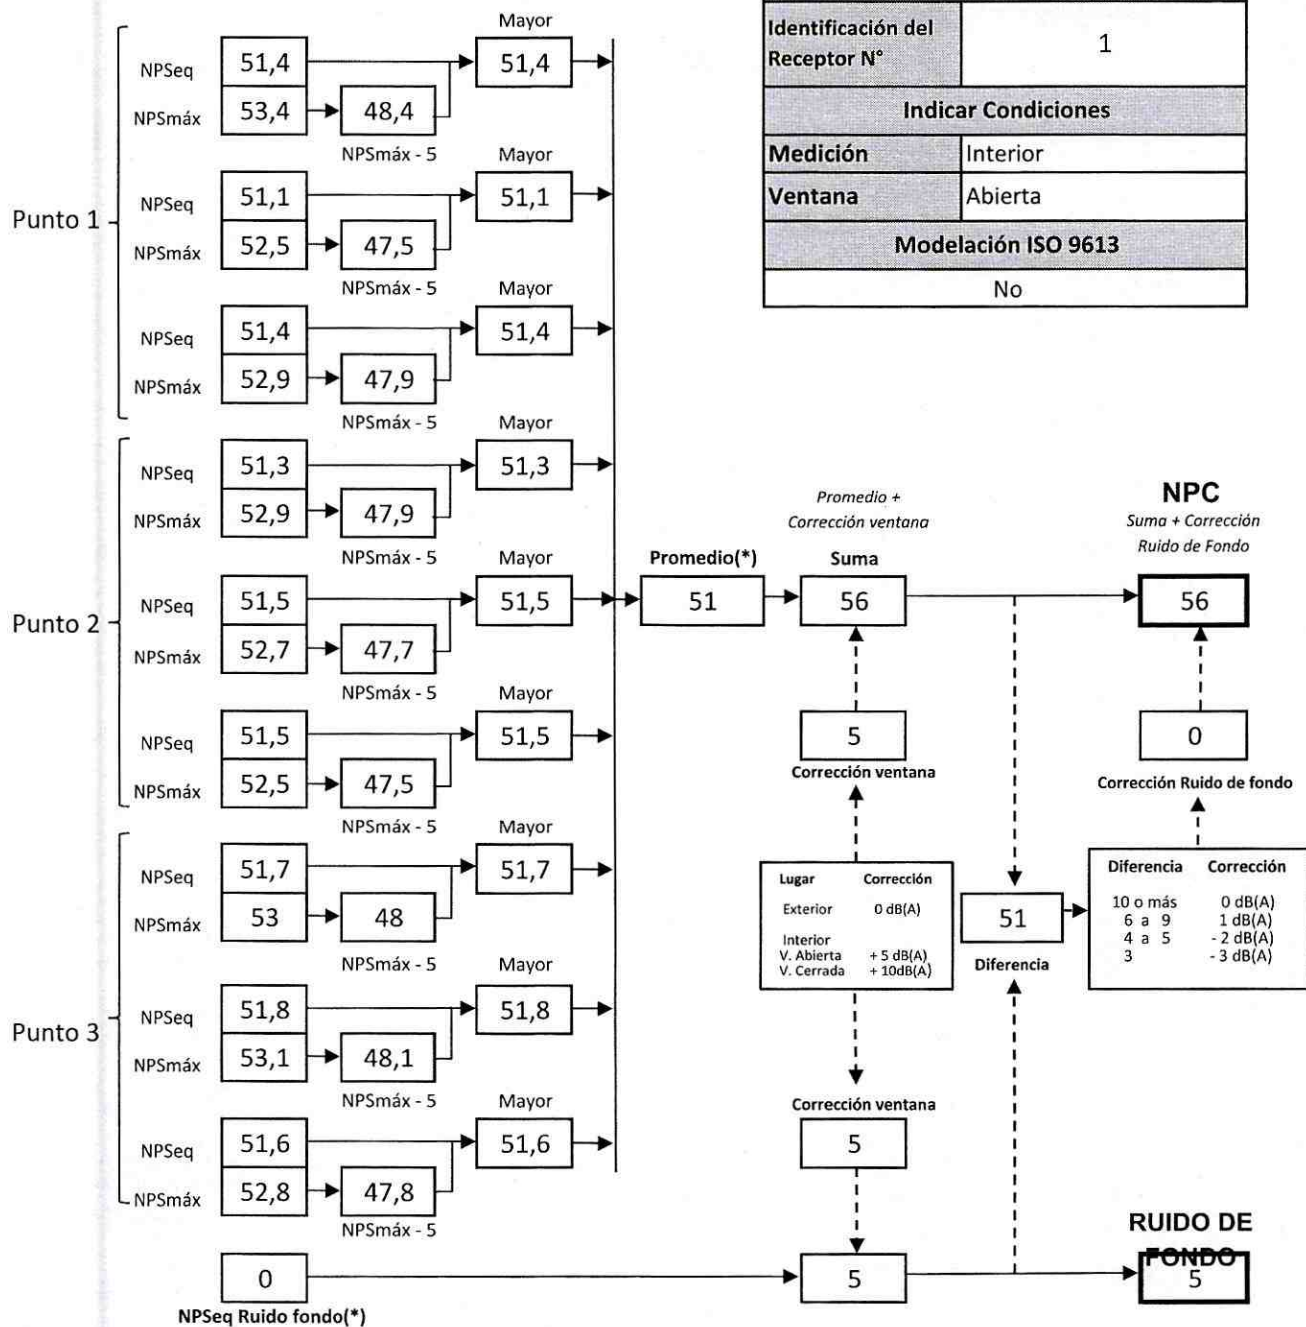 Identificación del
Receptor N°
1
Indicar Condiciones
Medición Interior
Ventana Abierta
Modelación ISO 9613
No
Punto 1
Mayor
NPSeq 51,4 51,4
NPSmáx 53,4 48,4
NPSmáx - 5
Mayor
NPSeq 51,1 51,1
NPSmáx 52,5 47,5
NPSmáx - 5
Mayor
NPSeq 51,4 51,4
NPSmáx 52,9 47,9
NPSmáx - 5
Punto 2
Mayor
NPSeq 51,3 51,3
NPSmáx 52,9 47,9
NPSmáx - 5
Mayor
NPSeq 51,5 51,5
NPSmáx 52,7 47,7
NPSmáx - 5
Mayor
NPSeq 51,5 51,5
NPSmáx 52,5 47,5
NPSmáx - 5
Punto 3
Mayor
NPSeq 51,7 51,7
NPSmáx 53 48
NPSmáx - 5
Mayor
NPSeq 51,8 51,8
NPSmáx 53,1 48,1
NPSmáx - 5
Mayor
NPSeq 51,6 51,6
NPSmáx 52,8 47,8
NPSmáx - 5
0
NPSeq Ruido fondo(*)
Promedio(*)
51
Promedio +
Corrección ventana
Suma
56
5
Corrección ventana
Lugar Corrección
Exterior 0 dB(A)
Interior
V. Abierta + 5 dB(A)
V. Cerrada + 10dB(A)
Corrección ventana
5
5
51
Diferencia
NPC
Suma + Corrección
Ruido de Fondo
56
0
Corrección Ruido de fondo
Diferencia Corrección
10 o más 0 dB(A)
6 a 9 1 dB(A)
4 a 5 - 2 dB(A)
3 - 3 dB(A)
RUIDO DE
FONDO
5